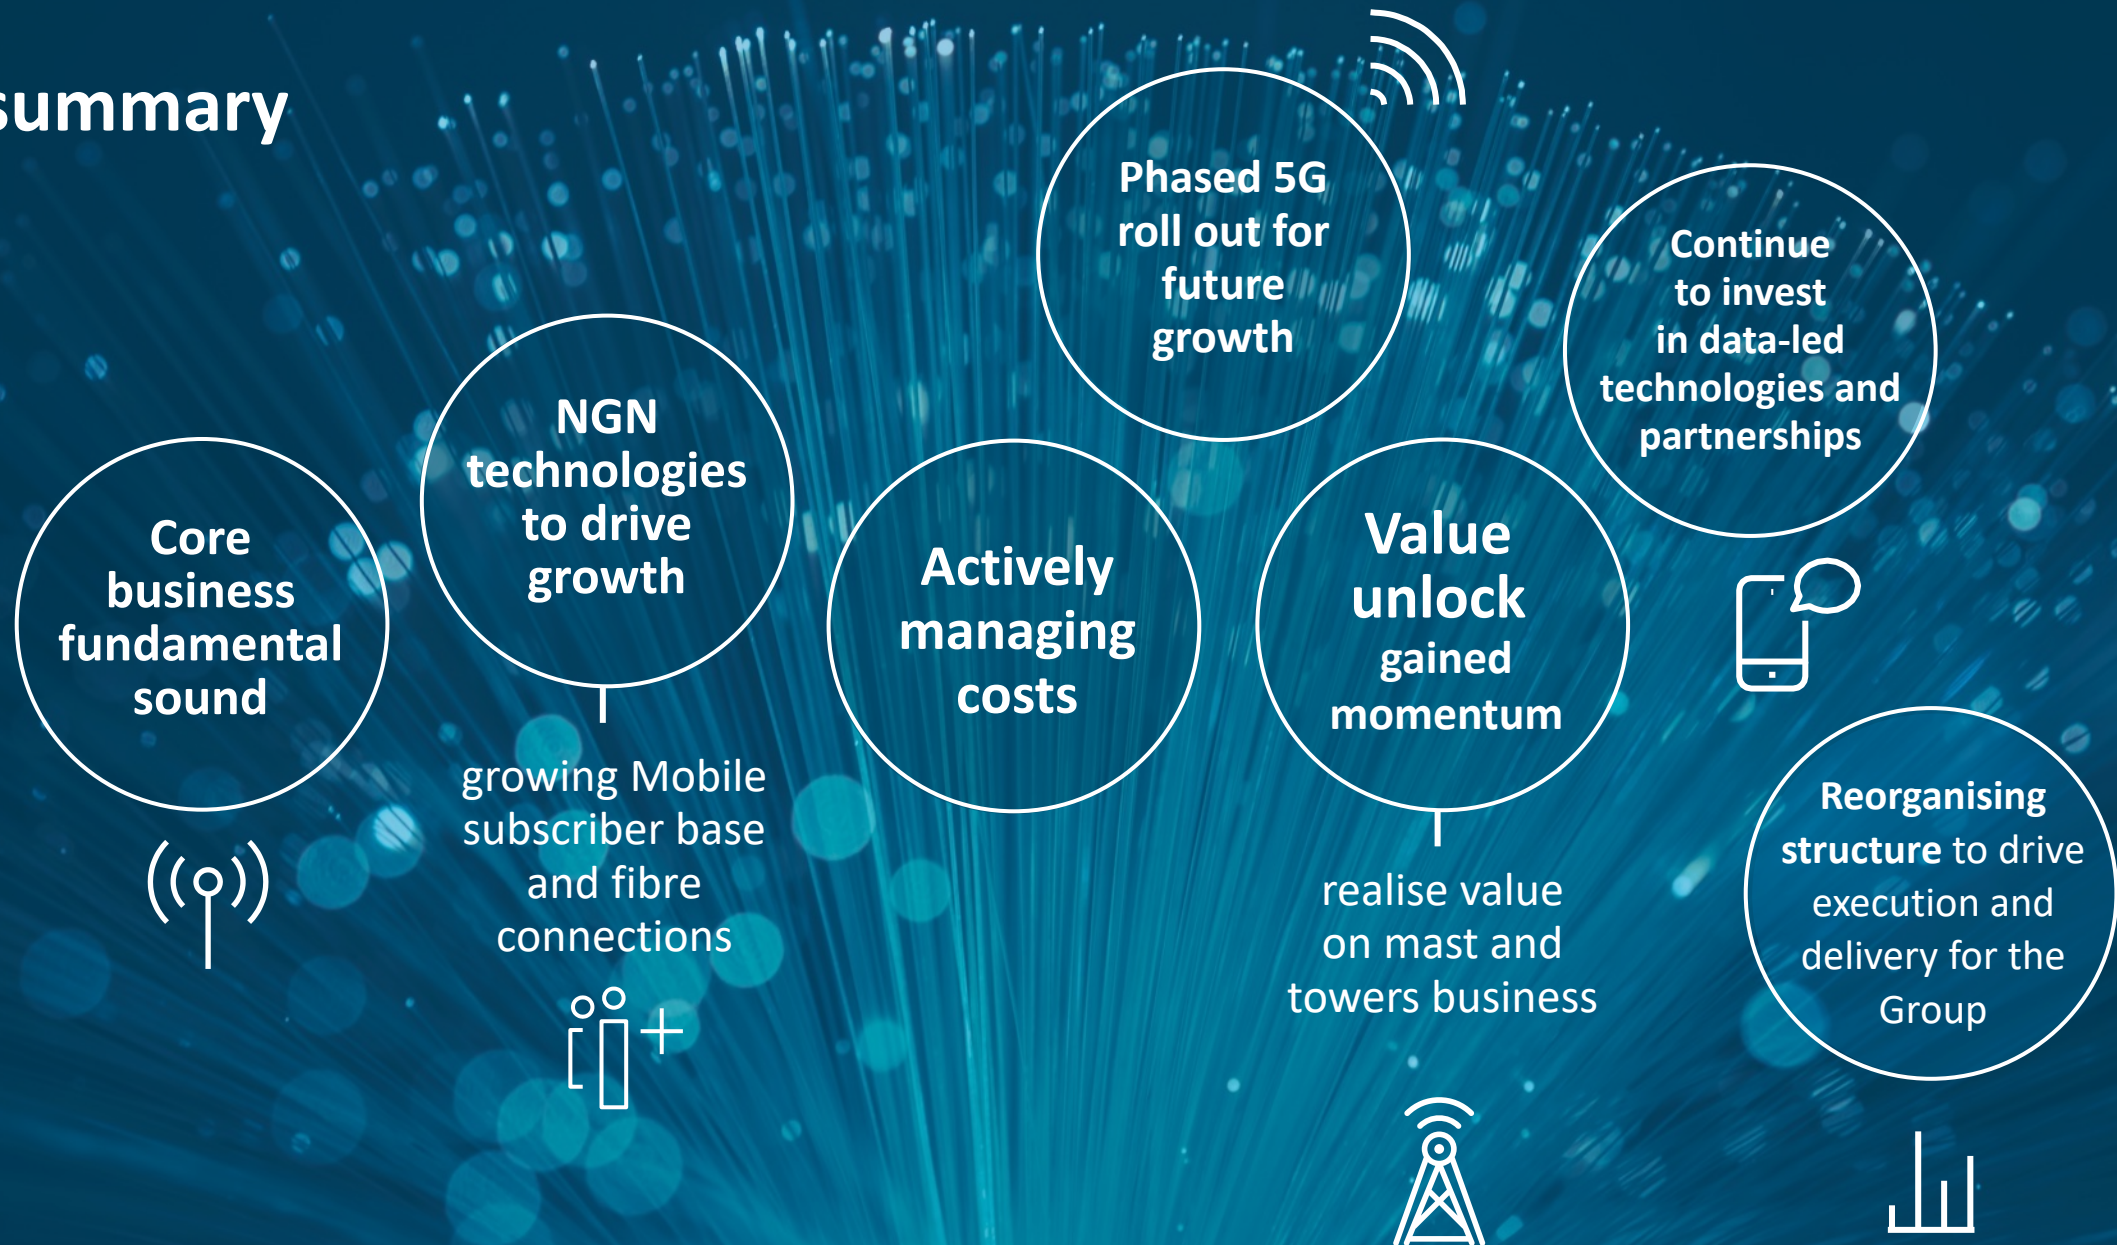 summary
Core
business
fundamental
sound
NGN
technologies
to drive
growth
growing Mobile
subscriber base
and fibre
connections
Actively
managing
costs
Phased 5G
roll out for
future
growth
Value
unlock
gained
momentum
realise value
on mast and
towers business
Continue
to invest
in data-led
technologies and
partnerships
Reorganising
structure to drive
execution and
delivery for the
Group